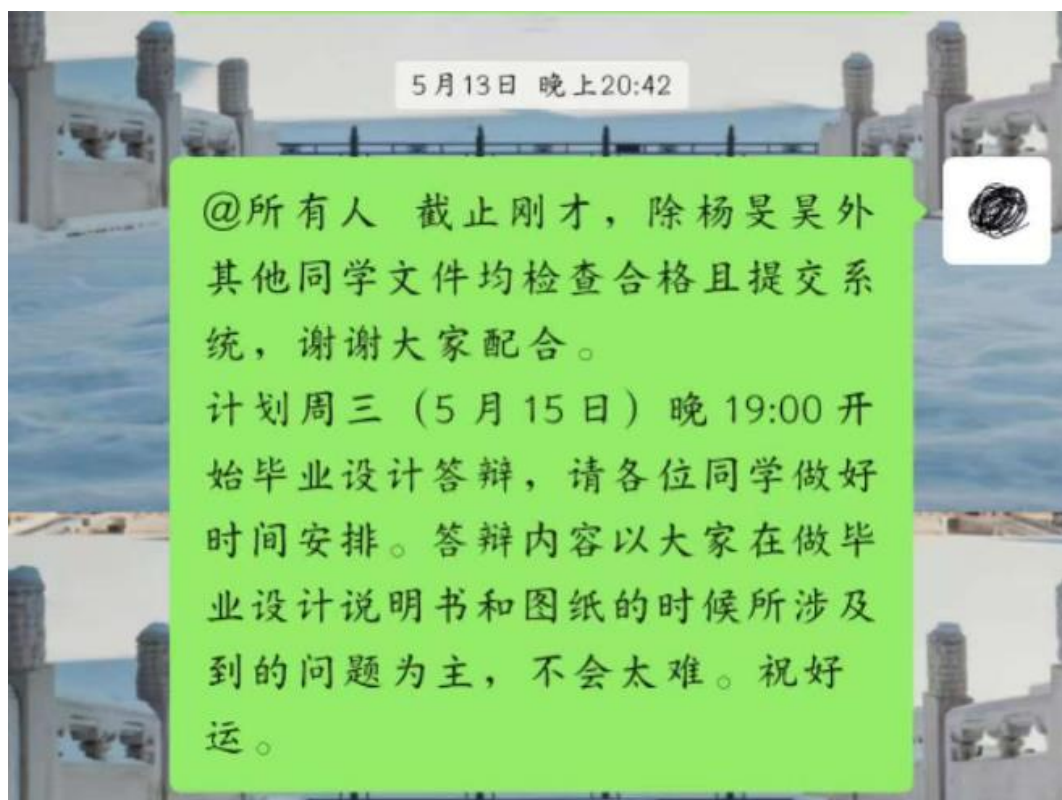 5月13日 晚上20:42
@所有人 截止刚才，除杨旻昊外
其他同学文件均检查合格且提交系
统，谢谢大家配合。
计划周三（5月15日）晚 19:00 开
始毕业设计答辩，请各位同学做好
时间安排。答辩内容以大家在做毕
业设计说明书和图纸的时候所涉及
到的问题为主，不会太难。祝好
运。